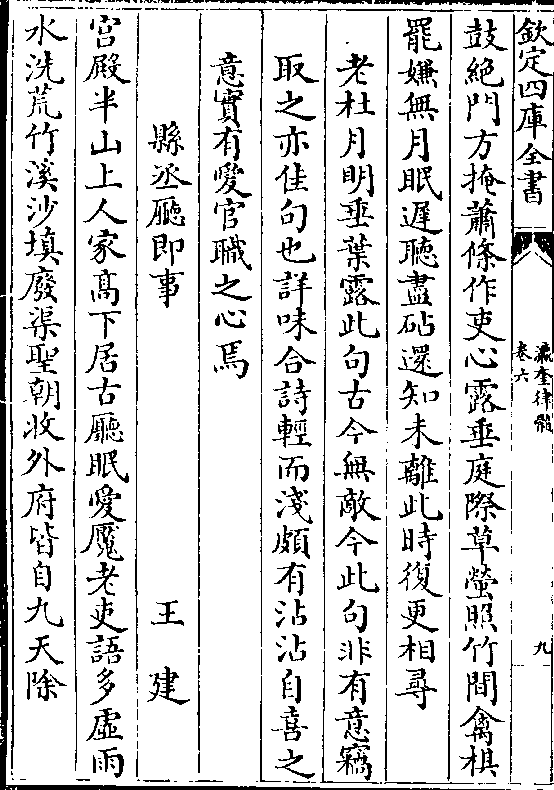 欽定四庫全書
瀛奎律髓
卷六
九
鼓絶門方掩蕭條作吏心露垂庭際草螢照竹間禽棋
罷嫌無月眠遲聽盡砧還知未離此時復更相尋
老杜月明垂葉露此句古今無敵今此句非有意竊
取之亦佳句也詳味合詩輕而淺頗有沾沾自喜之
意實有愛官職之心焉
縣丞㕔即事 王建
宫殿半山上人家髙下居古廳眠愛魘老吏語多虚雨
水洗荒竹溪沙填廢渠聖朝收外府皆自九天除